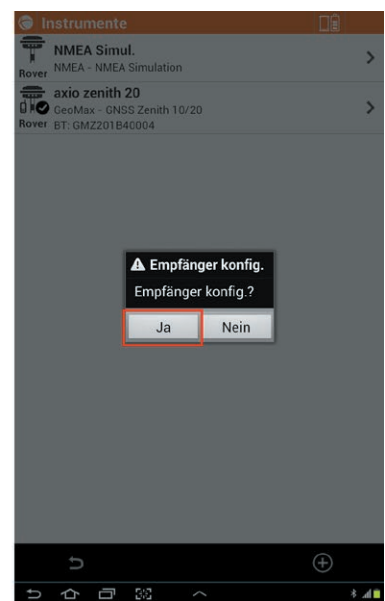 Instrumente
NMEA Simul.
NMEA - NMEA Simulation
Rover
axio zenith 20
GeoMax - GNSS Zenith 10/20
Rover BT: GMZ201B40004
Empfänger konfig.
Empfänger konfig.?
Ja Nein